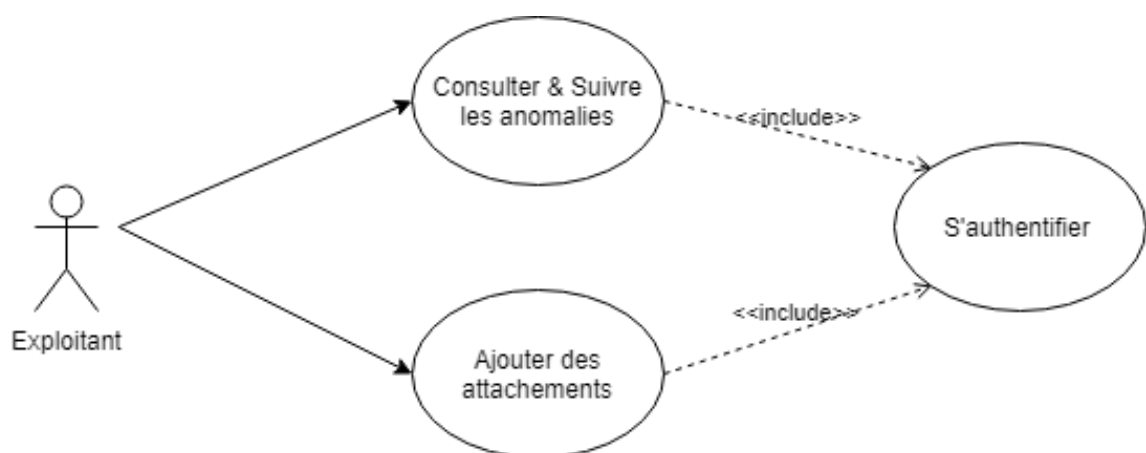 Consulter & Suivre
les anomalies
<<include>>
S'authentifier
<<include>>
Exploitant
Ajouter des
attachements